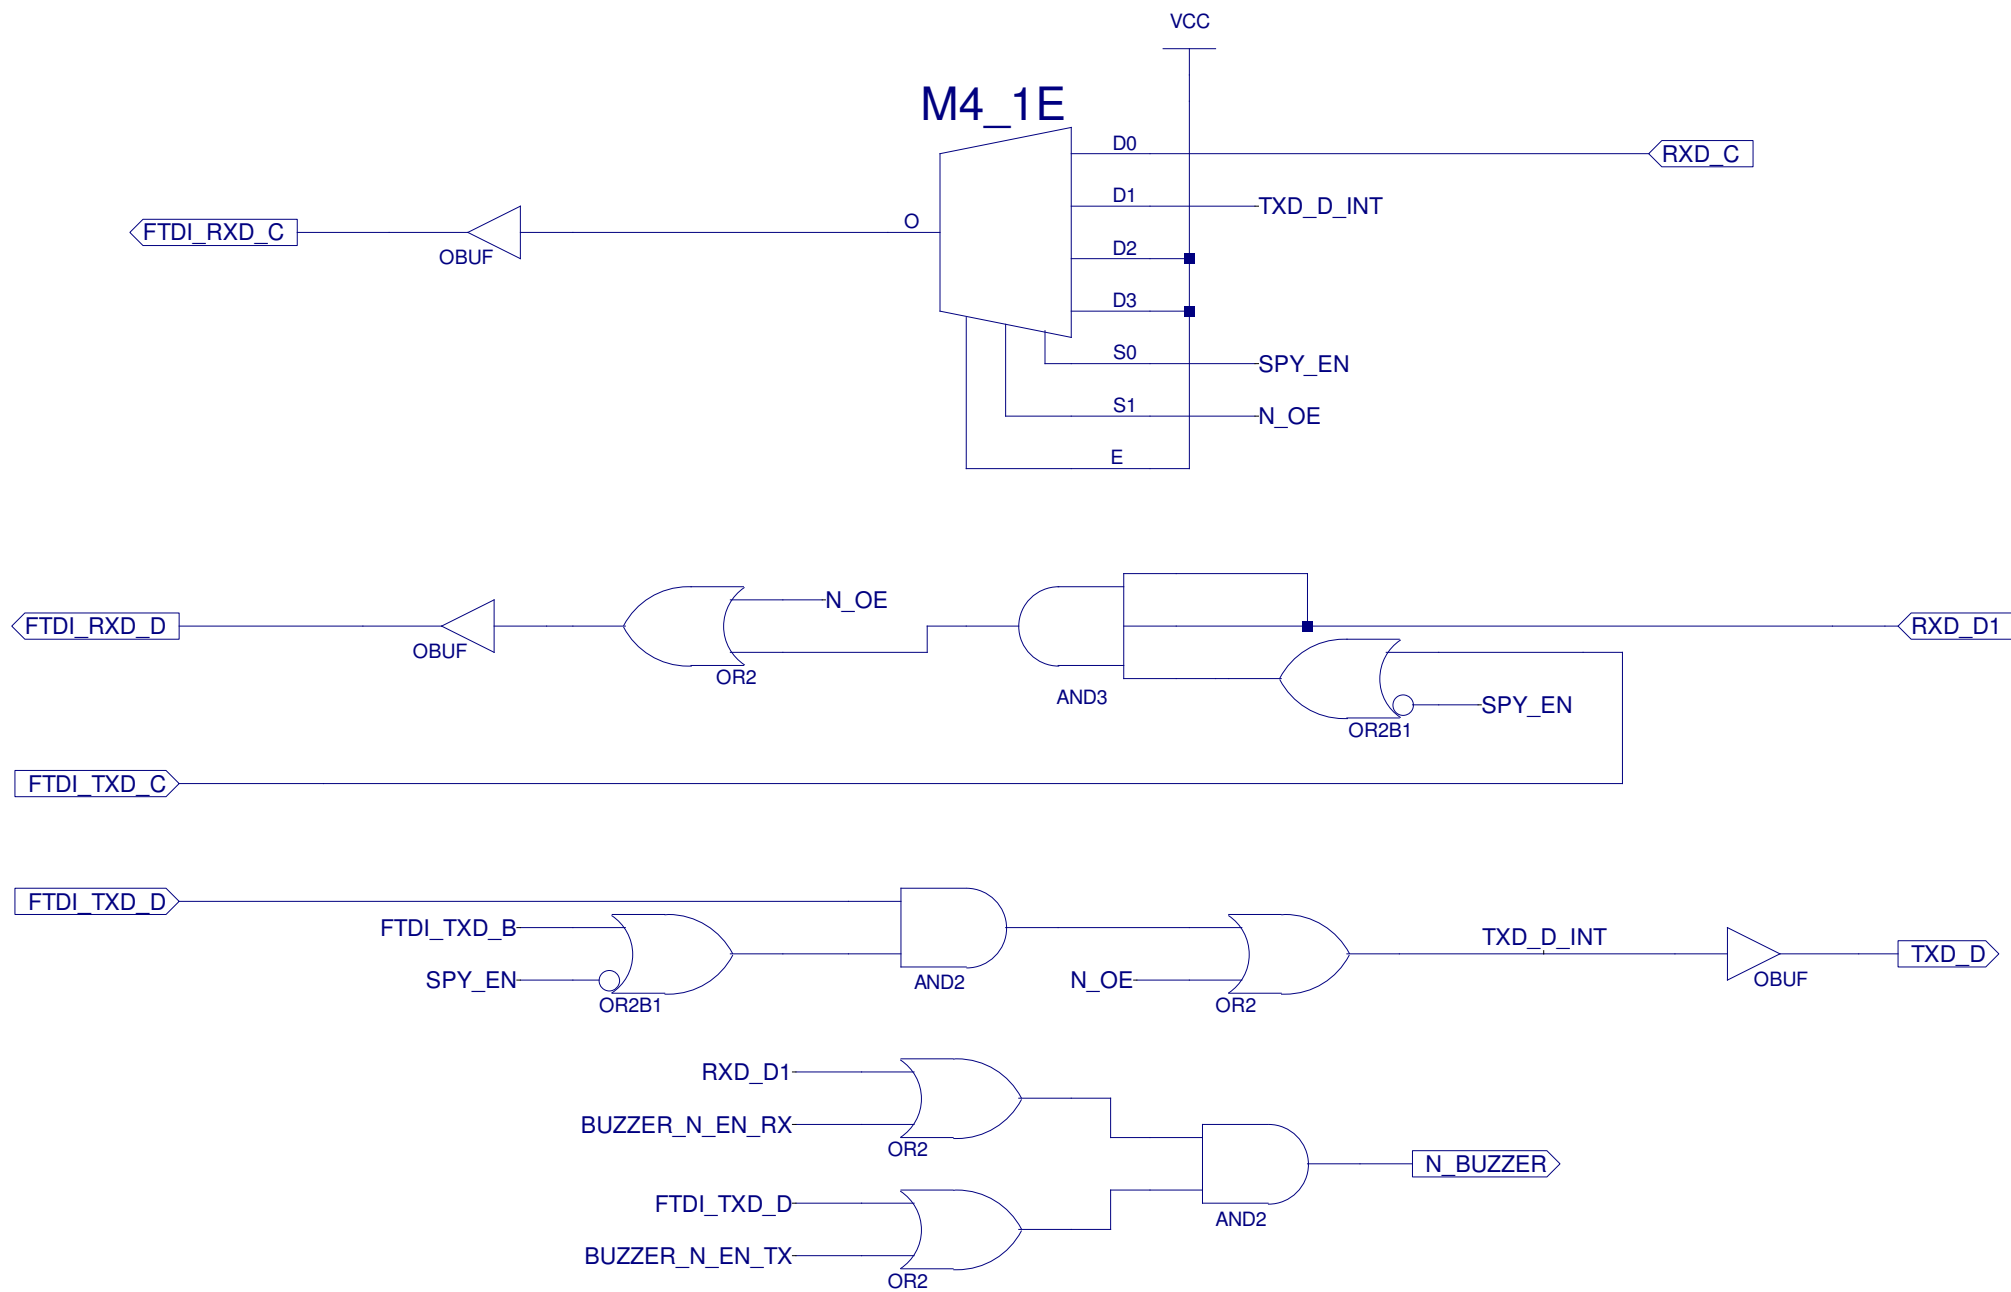 VCC
M4_1E
D0
RXD_C
D1
TXD_D_INT
O
FTDI_RXD_C
OBUF
D2
D3
S0
SPY_EN
S1
N_OE
E
N_OE
FTDI_RXD_D
OBUF
OR2
AND3
RXD_D1
SPY_EN
OR2B1
FTDI_TXD_C
FTDI_TXD_D
FTDI_TXD_B
SPY_EN
OR2B1
AND2
N_OE
OR2
TXD_D_INT
OBUF
TXD_D
RXD_D1
BUZZER_N_EN_RX
OR2
N_BUZZER
FTDI_TXD_D
AND2
BUZZER_N_EN_TX
OR2